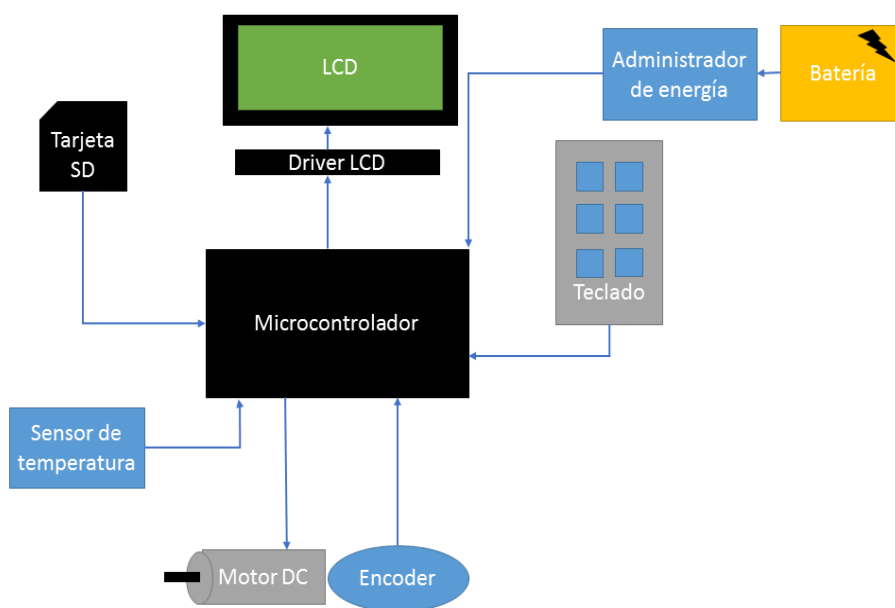 LCD
Administrador
de energía
Batería
Tarjeta
SD
Driver LCD
Teclado
Microcontrolador
Sensor de
temperatura
Motor DC
Encoder